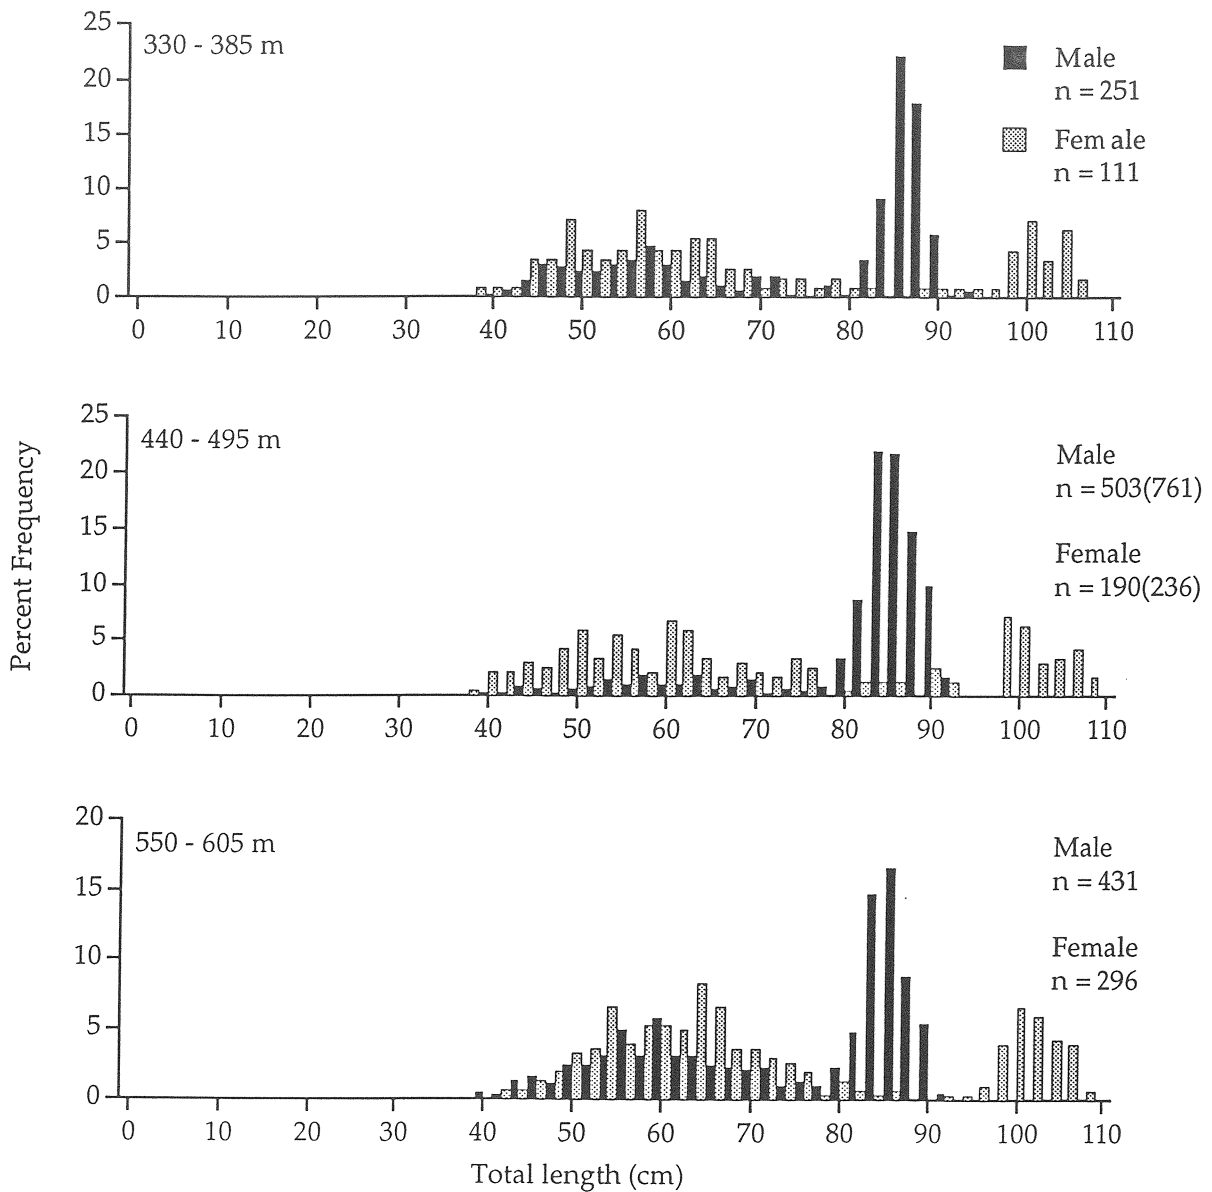 25
330 - 385 m
20
15
10
5
0
Male
n = 251
Fem ale
n = 111
0 10 20 30 40 50 60 70 80 90 100 110
25
440 - 495 m
20
15
10
5
0
Male
n = 503(761)
Female
n = 190(236)
0 10 20 30 40 50 60 70 80 90 100 110
Percent Frequency
20
550 - 605 m
15
10
5
0
Male
n = 431
Female
n = 296
0 10 20 30 40 50 60 70 80 90 100 110
Total length (cm)